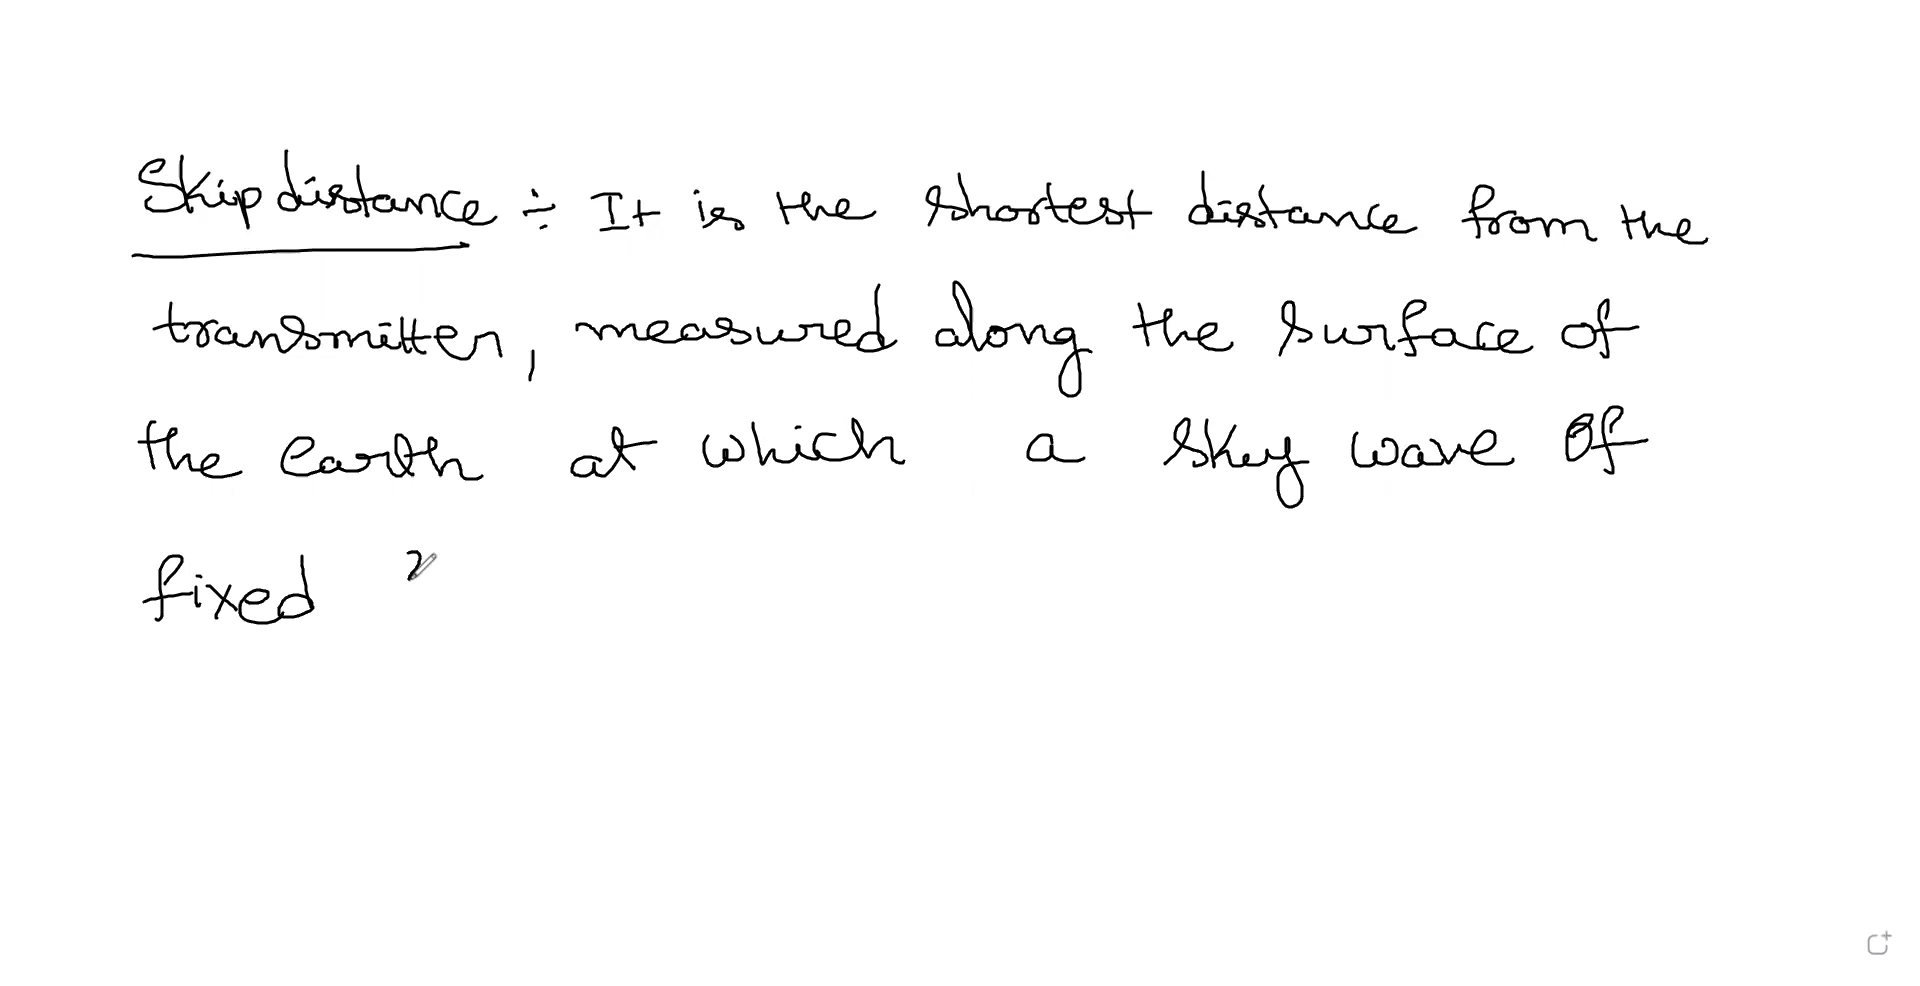 Skip distance ÷ It is the shortest distance from the
transmitter, measured along the surface of
the earth at which a sky wave of
fixed